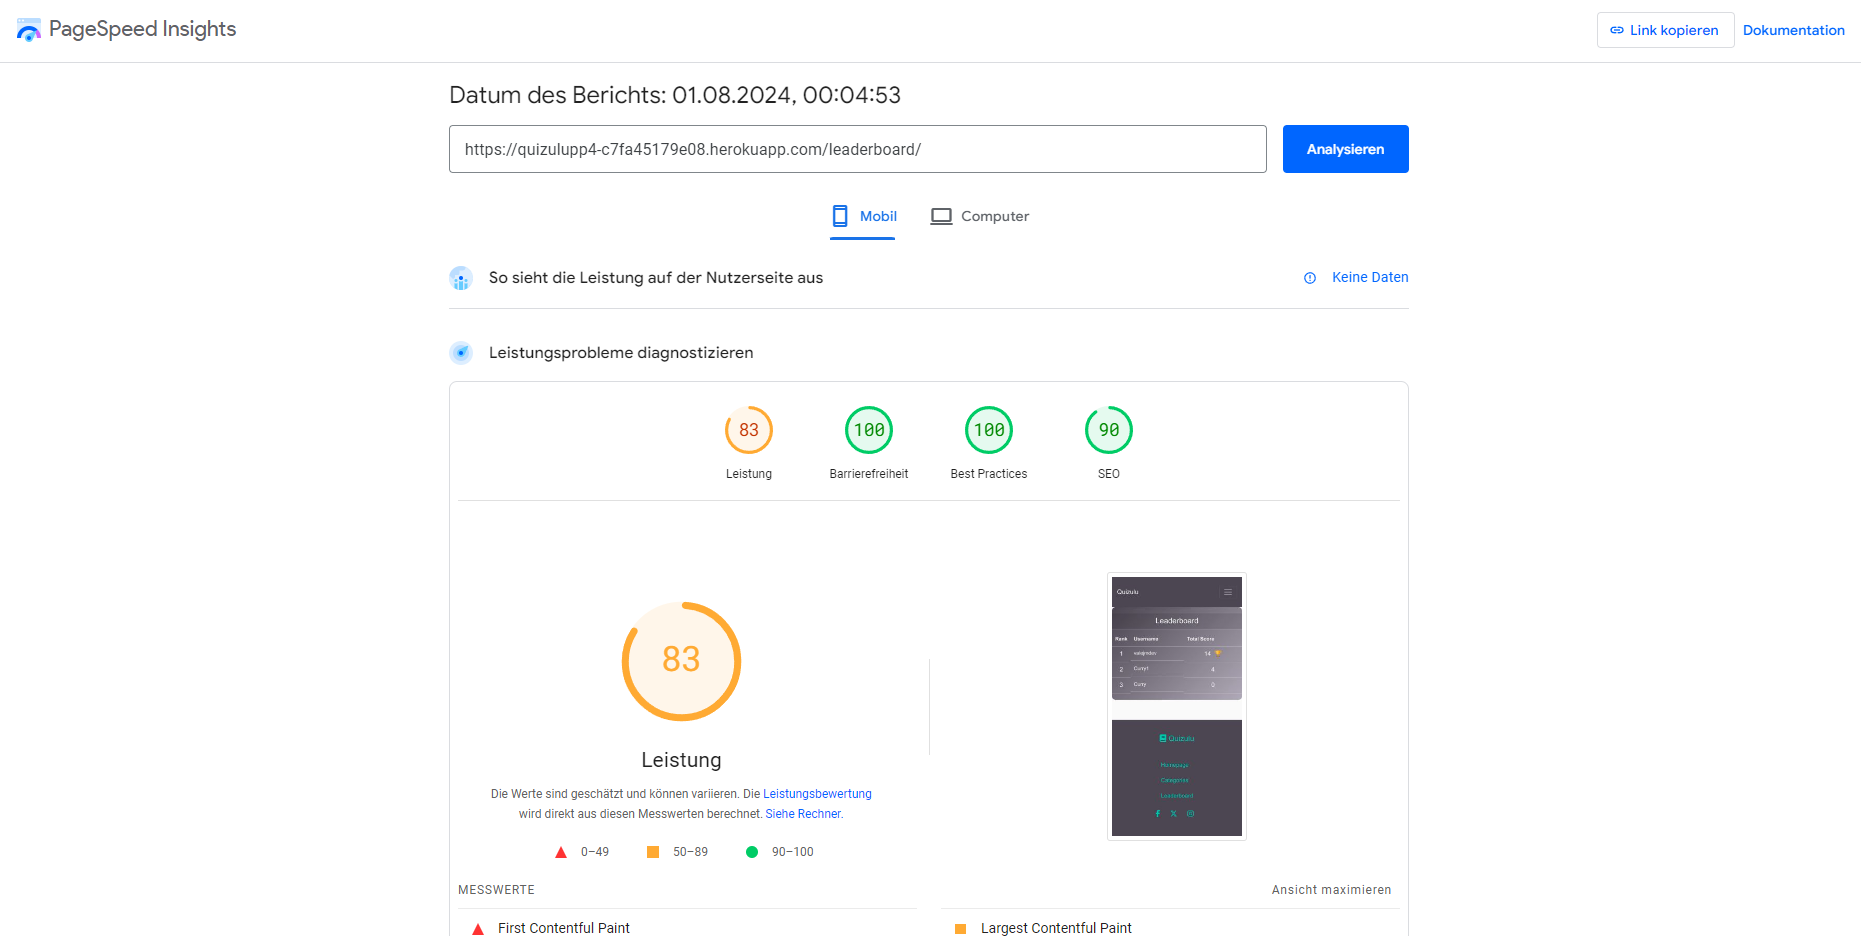 PageSpeed Insights
Link kopieren
Dokumentation
Datum des Berichts: 01.08.2024, 00:04:53
https://quizulupp4-c7fa45179e08.herokuapp.com/leaderboard/
Analysieren
Mobil
Computer
So sieht die Leistung auf der Nutzerseite aus
Keine Daten
Leistungsprobleme diagnostizieren
83
100
100
90
Leistung
Barrierefreiheit
Best Practices
SEO
83
Leistung
Die Werte sind geschätzt und können variieren. Die Leistungsbewertung
wird direkt aus diesen Messwerten berechnet. Siehe Rechner.
0–49
50–89
90–100
Quizulu
Leaderboard
Rank Username Total Score
1 14
2 Curry1 4
3 Curry 0
Quizulu
Homepage
Categories
Leaderboard
MESSWERTE
Ansicht maximieren
First Contentful Paint
Largest Contentful Paint